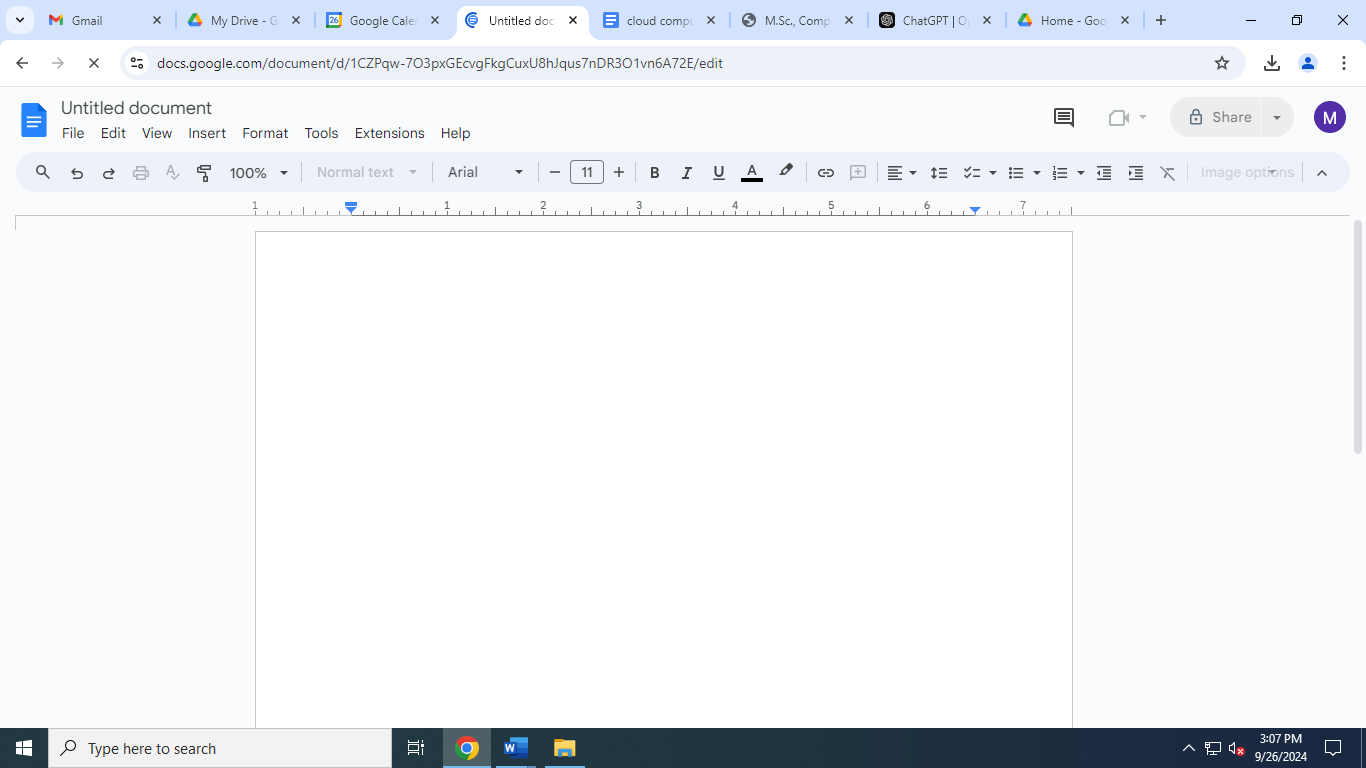 Gmail
My Drive - G
Google Caler
Untitled doc
cloud compu
M.Sc., Comp
ChatGPT | Op
Home - Goo
docs.google.com/document/d/1CZPqw-7O3pxGEcvgFkgCuxU8hJqus7nDR3O1vn6A72E/edit
Untitled document
File Edit View Insert Format Tools Extensions Help
Share
M
100% Normal text Arial 11 B I U A Image options
1 1 2 3 4 5 6 7
Type here to search
3:07 PM
9/26/2024